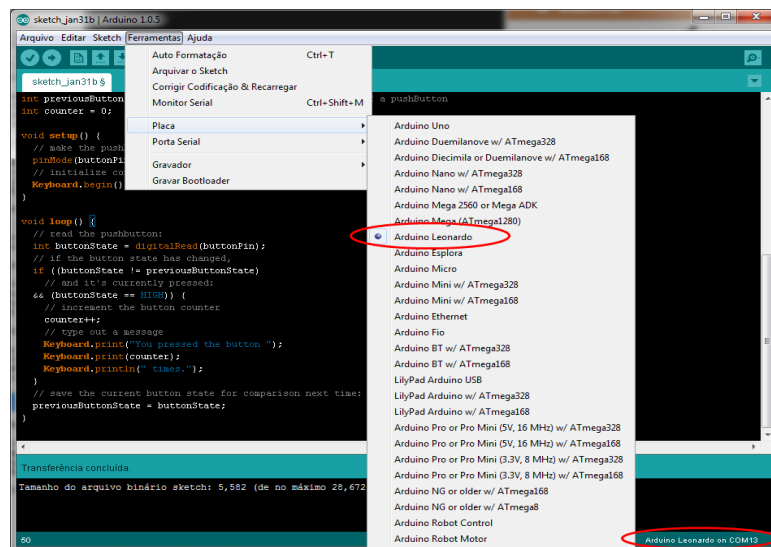 sketch_jan31b | Arduino 1.0.5
Arquivo Editar Sketch Ferramentas Ajuda
sketch_jan31b §
Auto Formatação Ctrl+T
Arquivar o Sketch
Corrigir Codificação & Recarregar
Monitor Serial Ctrl+Shift+M
Placa
Porta Serial
Gravador
Gravar Bootloader
Arduino Uno
Arduino Duemilanove w/ ATmega328
Arduino Diecimila or Duemilanove w/ ATmega168
Arduino Nano w/ ATmega328
Arduino Nano w/ ATmega168
Arduino Mega 2560 or Mega ADK
Arduino Mega (ATmega1280)
Arduino Leonardo
Arduino Esplora
Arduino Micro
Arduino Mini w/ ATmega328
Arduino Mini w/ ATmega168
Arduino Ethernet
Arduino Fio
Arduino BT w/ ATmega328
Arduino BT w/ ATmega168
LilyPad Arduino USB
LilyPad Arduino w/ ATmega328
LilyPad Arduino w/ ATmega168
Arduino Pro or Pro Mini (5V, 16 MHz) w/ ATmega328
Arduino Pro or Pro Mini (5V, 16 MHz) w/ ATmega168
Arduino Pro or Pro Mini (3.3V, 8 MHz) w/ ATmega328
Arduino Pro or Pro Mini (3.3V, 8 MHz) w/ ATmega168
Arduino NG or older w/ ATmega168
Arduino NG or older w/ ATmega8
Arduino Robot Control
Arduino Robot Motor
int previousButton a pushButton
int counter = 0;
void setup() {
// make the push
pinMode(buttonPi
// initialize co
Keyboard.begin()
}
void loop() {
// read the pushbutton:
int buttonState = digitalRead(buttonPin);
// if the button state has changed,
if ((buttonState != previousButtonState)
// and it's currently pressed:
&& (buttonState == HIGH)) {
// increment the button counter
counter++;
// type out a message
Keyboard.print("You pressed the button ");
Keyboard.print(counter);
Keyboard.println(" times.");
}
// save the current button state for comparison next time:
previousButtonState = buttonState;
}
Transferência concluída.
Tamanho do arquivo binário sketch: 5,582 (de no máximo 28,672
50
Arduino Leonardo on COM13